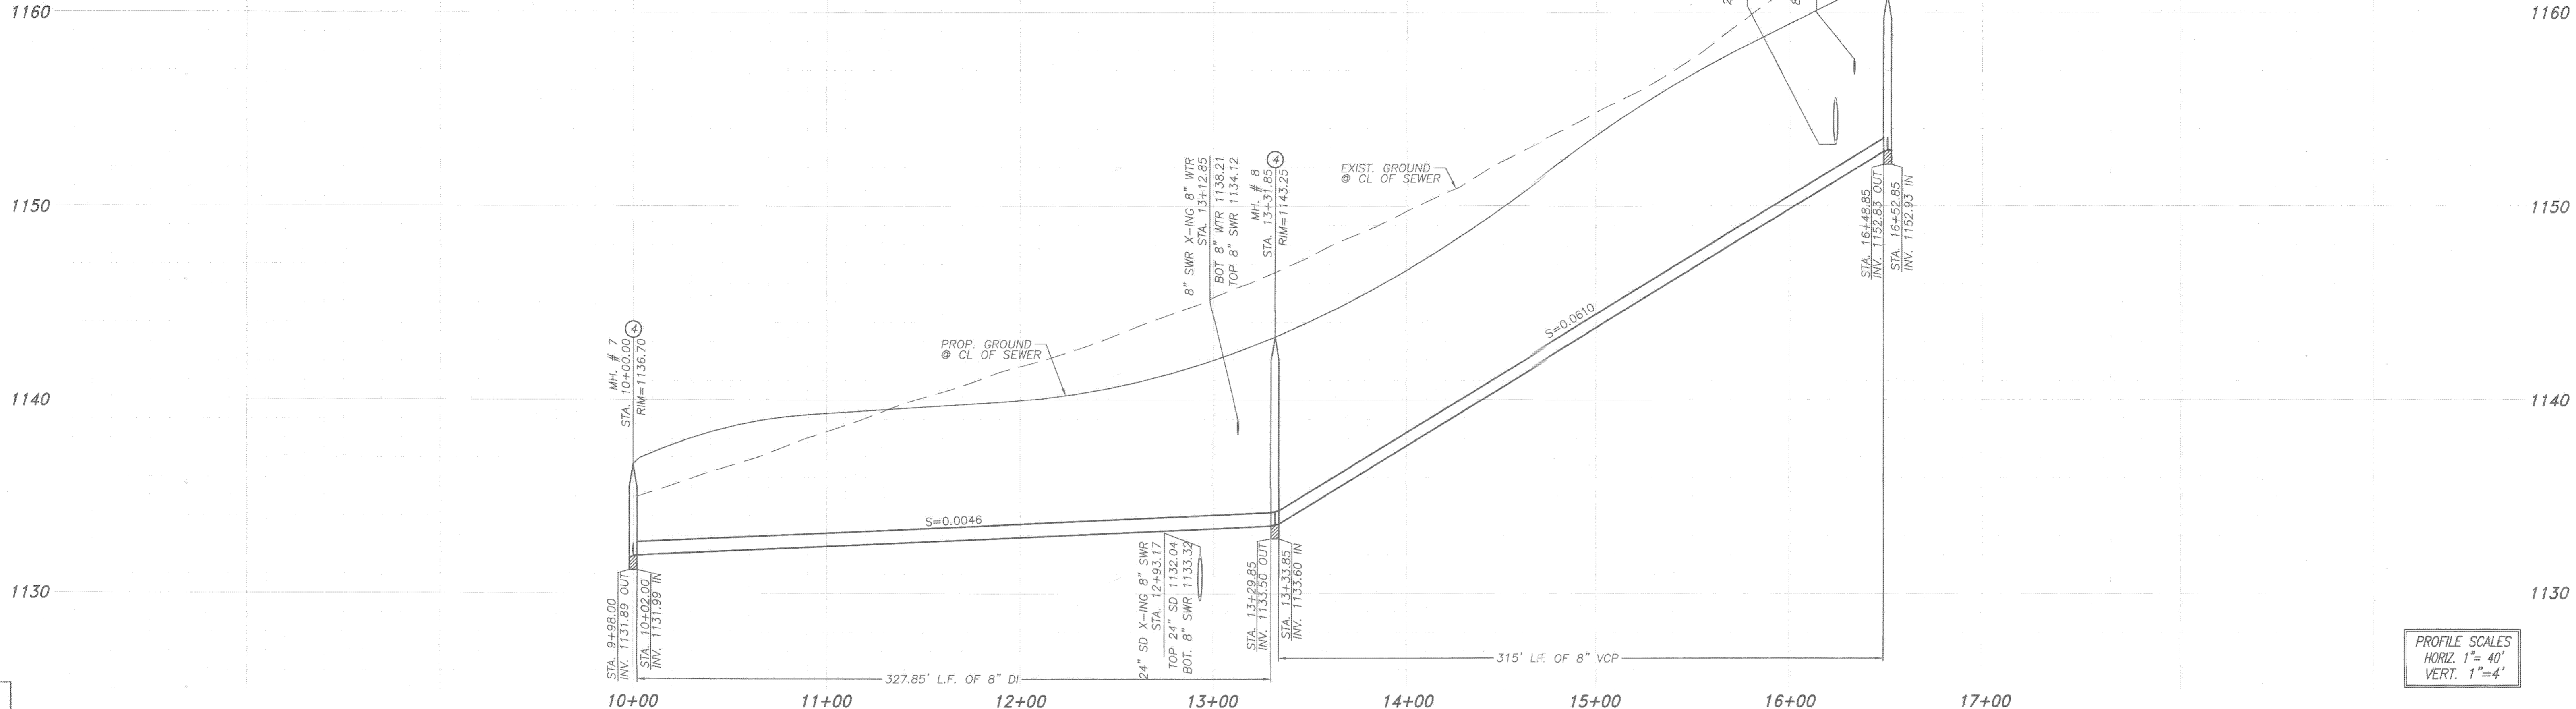 1160
1160
1150
1150
1140
1140
1130
1130
MH. # 7
STA. 10+00.00
RIM=1136.70
4
PROP. GROUND
@ CL OF SEWER
8" SWR X-ING 8" WTR
STA. 13+12.85
BOT 8" WTR 1138.21
TOP 8" SWR 1134.12
MH. # 8
STA. 13+31.85
RIM=1143.25
4
EXIST. GROUND
@ CL OF SEWER
S=0.0610
S=0.0046
STA. 16+48.85
INV. 1152.83 OUT
STA. 16+52.85
INV. 1152.93 IN
STA. 9+98.00
INV. 1131.89 OUT
STA. 10+02.00
INV. 1131.99 IN
24" SD X-ING 8" SWR
STA. 12+93.17
TOP 24" SD 1132.04
BOT. 8" SWR 1133.32
STA. 13+29.85
INV. 1133.50 OUT
STA. 13+33.85
INV. 1133.60 IN
327.85' L.F. OF 8" DI
315' L.F. OF 8" VCP
PROFILE SCALES
HORIZ. 1"= 40'
VERT. 1"=4'
10+00
11+00
12+00
13+00
14+00
15+00
16+00
17+00